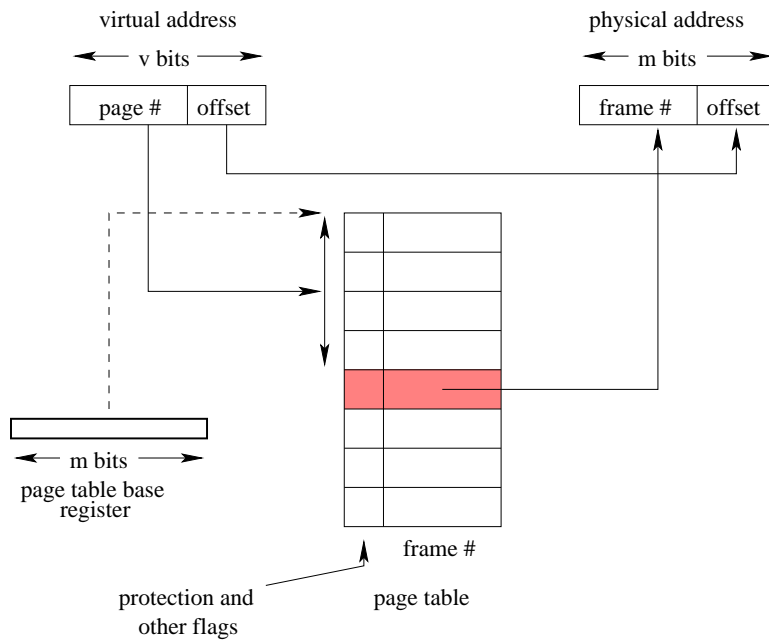 virtual address
physical address
v bits
m bits
page #
offset
frame #
offset
m bits
page table base
register
frame #
protection and
other flags
page table